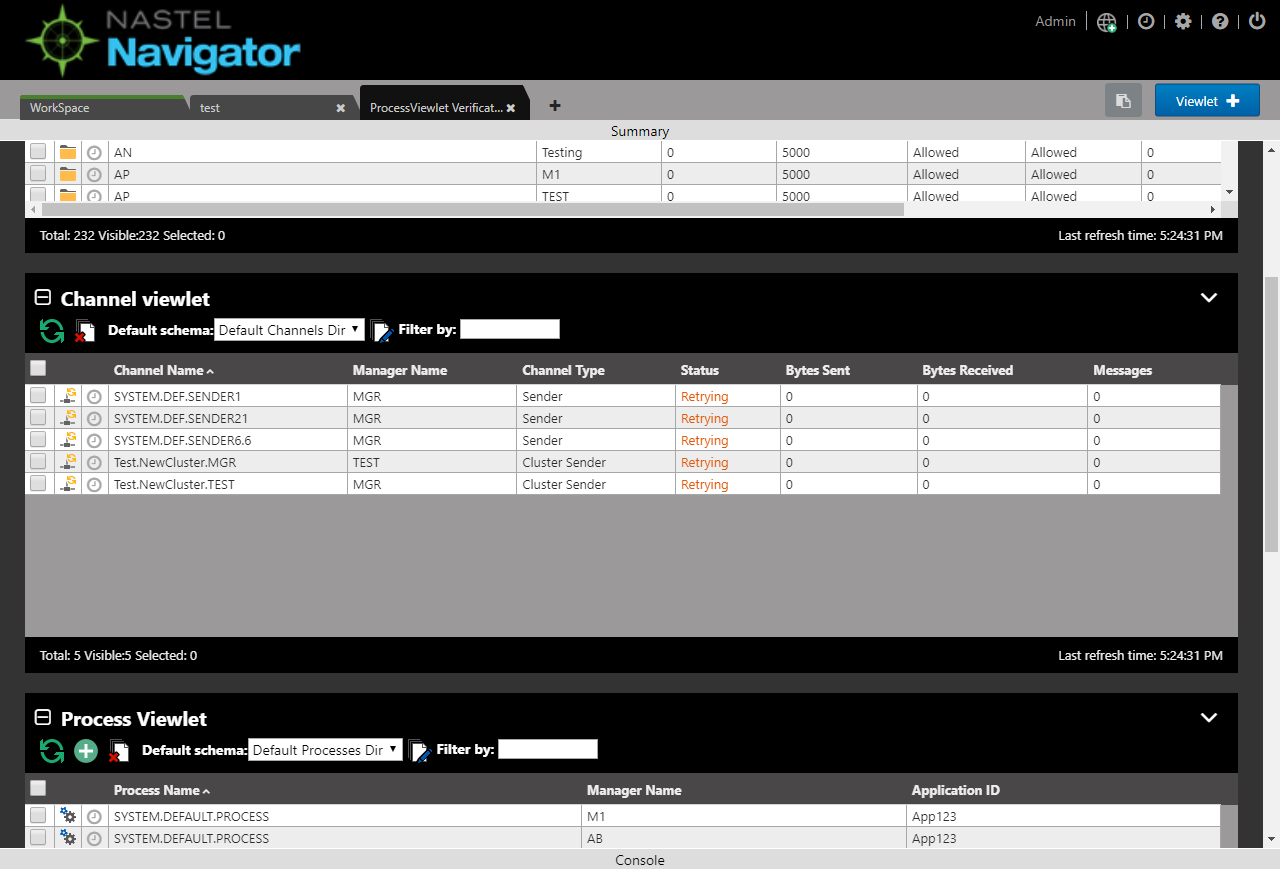 NASTEL
Navigator
Admin
WorkSpace test ProcessViewlet Verificat...
Viewlet
Summary
AN Testing 0 5000 Allowed Allowed 0
AP M1 0 5000 Allowed Allowed 0
AP TEST 0 5000 Allowed Allowed 0
Total: 232 Visible:232 Selected: 0 Last refresh time: 5:24:31 PM
Channel viewlet
Default schema: Default Channels Dir Filter by:
Channel Name Manager Name Channel Type Status Bytes Sent Bytes Received Messages
SYSTEM.DEF.SENDER1 MGR Sender Retrying 0 0 0
SYSTEM.DEF.SENDER21 MGR Sender Retrying 0 0 0
SYSTEM.DEF.SENDER6.6 MGR Sender Retrying 0 0 0
Test.NewCluster.MGR TEST Cluster Sender Retrying 0 0 0
Test.NewCluster.TEST MGR Cluster Sender Retrying 0 0 0
Total: 5 Visible:5 Selected: 0 Last refresh time: 5:24:31 PM
Process Viewlet
Default schema: Default Processes Dir Filter by:
Process Name Manager Name Application ID
SYSTEM.DEFAULT.PROCESS M1 App123
SYSTEM.DEFAULT.PROCESS AB App123
Console